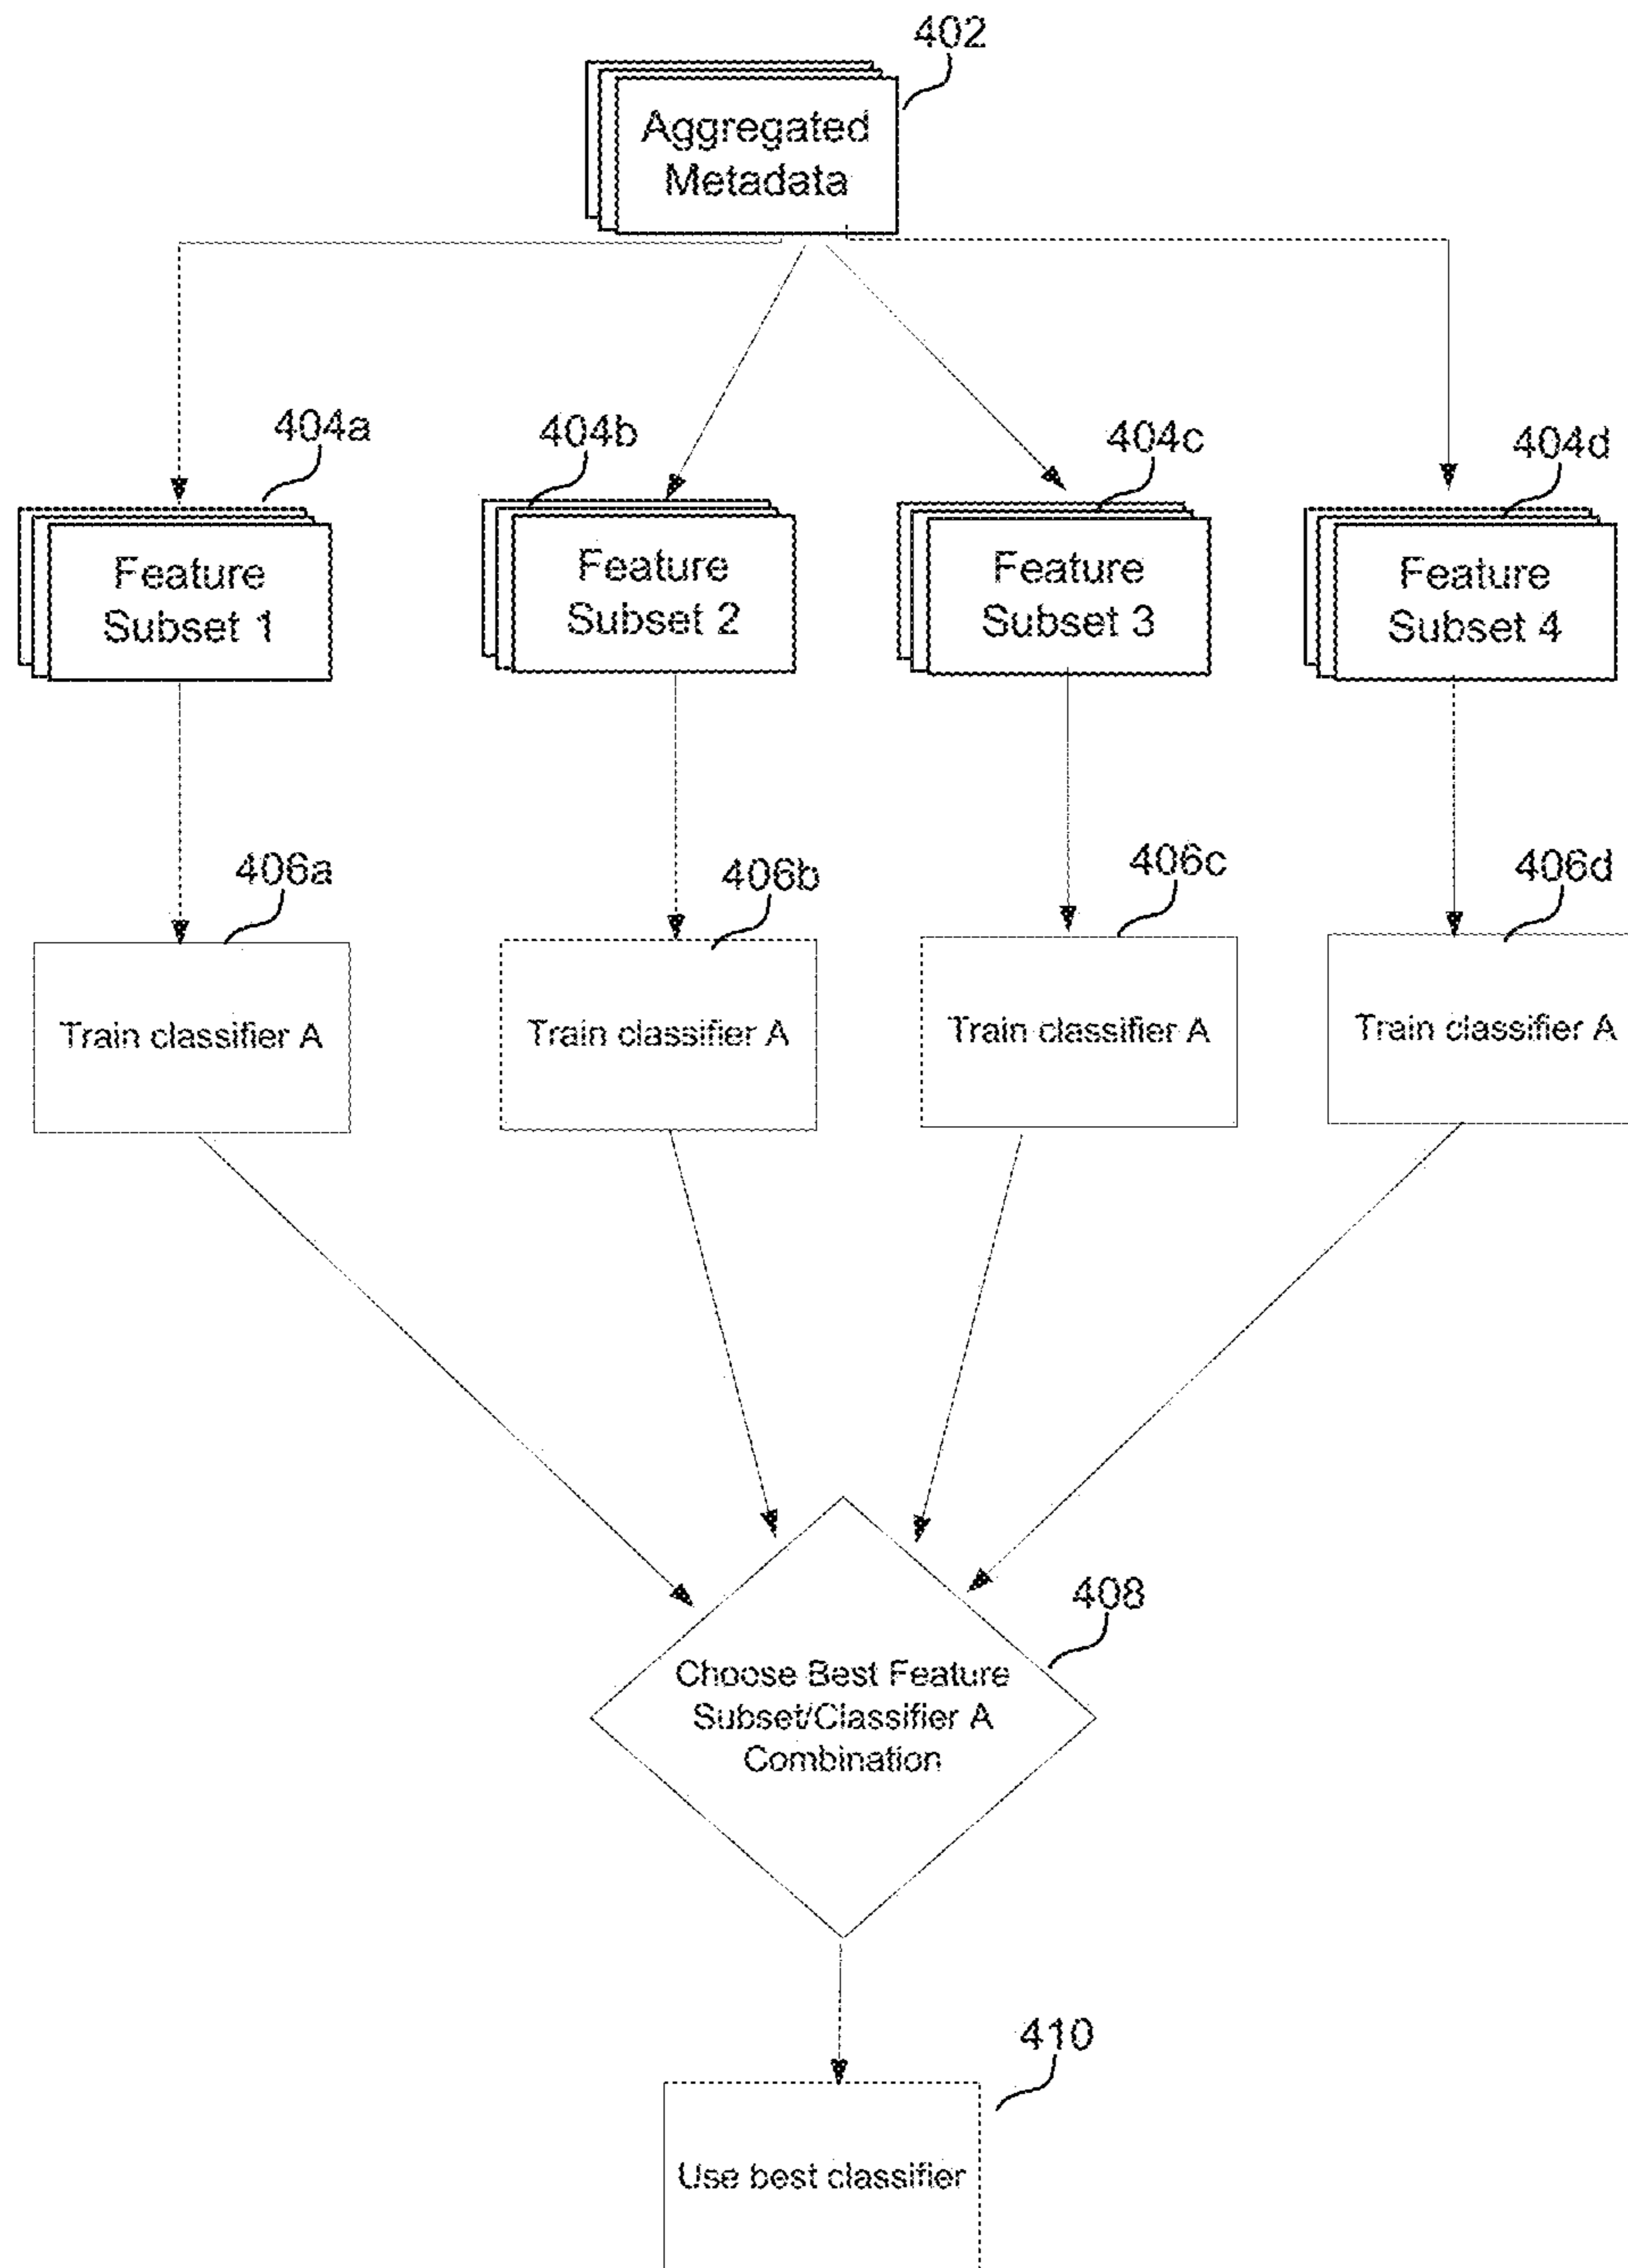 402
Aggregated
Metadata
404a
404b
404c
404d
Feature
Subset 1
Feature
Subset 2
Feature
Subset 3
Feature
Subset 4
406a
406b
406c
406d
Train classifier A
Train classifier A
Train classifier A
Train classifier A
408
Choose Best Feature
Subset/Classifier A
Combination
410
Use best classifier